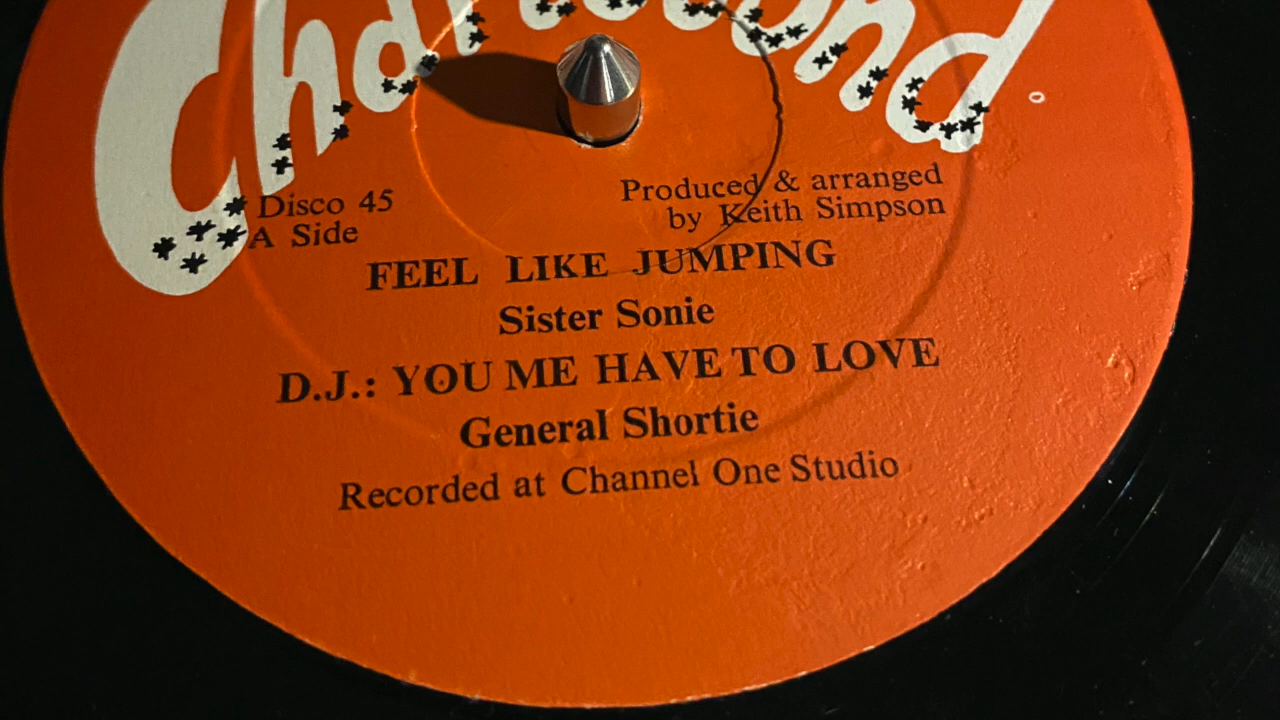 Disco 45
A Side
Produced & arranged
by Keith Simpson
FEEL LIKE JUMPING
Sister Sonie
D.J.: YOU ME HAVE TO LOVE
General Shortie
Recorded at Channel One Studio